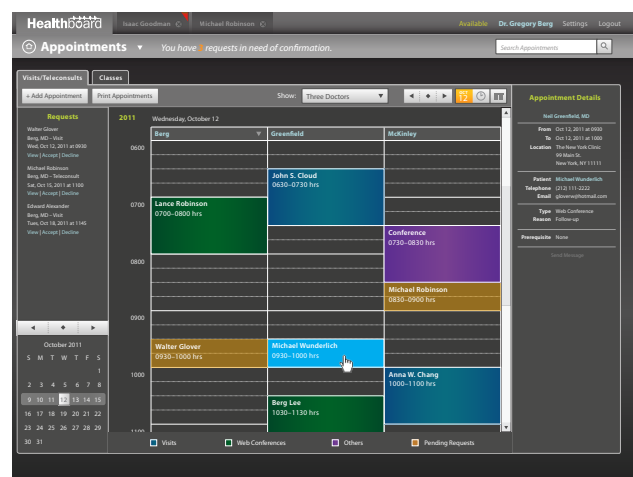 Healthboard
Isaac Goodman
Michael Robinson
Available
Dr. Gregory Berg
Settings
Logout
Appointments
You have 3 requests in need of confirmation.
Search Appointments
Visits/Teleconsults
Classes
+ Add Appointment
Print Appointments
Show:
Three Doctors
OCT
12
Requests
Walter Glover
Berg, MD – Visit
Wed, Oct 12, 2011 at 0930
View | Accept | Decline
Michael Robinson
Berg, MD – Teleconsult
Sat, Oct 15, 2011 at 1100
View | Accept | Decline
Edward Alexander
Berg, MD – Visit
Tues, Oct 18, 2011 at 1145
View | Accept | Decline
October 2011
S M T W T F S
1
2 3 4 5 6 7 8
9 10 11 12 13 14 15
16 17 18 19 20 21 22
23 24 25 26 27 28 29
30 31
2011
Wednesday, October 12
Berg
Greenfield
McKinley
0600
John S. Cloud
0630–0730 hrs
0700
Lance Robinson
0700–0800 hrs
Conference
0730–0830 hrs
0800
Michael Robinson
0830–0900 hrs
0900
Walter Glover
0930–1000 hrs
Michael Wunderlich
0930–1000 hrs
1000
Anna W. Chang
1000–1100 hrs
Berg Lee
1030–1130 hrs
1100
Visits
Web Conferences
Others
Pending Requests
Appointment Details
Neil Greenfield, MD
From Oct 12, 2011 at 0930
To Oct 12, 2011 at 1000
Location The New York Clinic
99 Main St.
New York, NY 11111
Patient Michael Wunderlich
Telephone (212) 111-2222
Email gloverw@hotmail.com
Type Web Conference
Reason Follow-up
Prerequisite None
Send Message